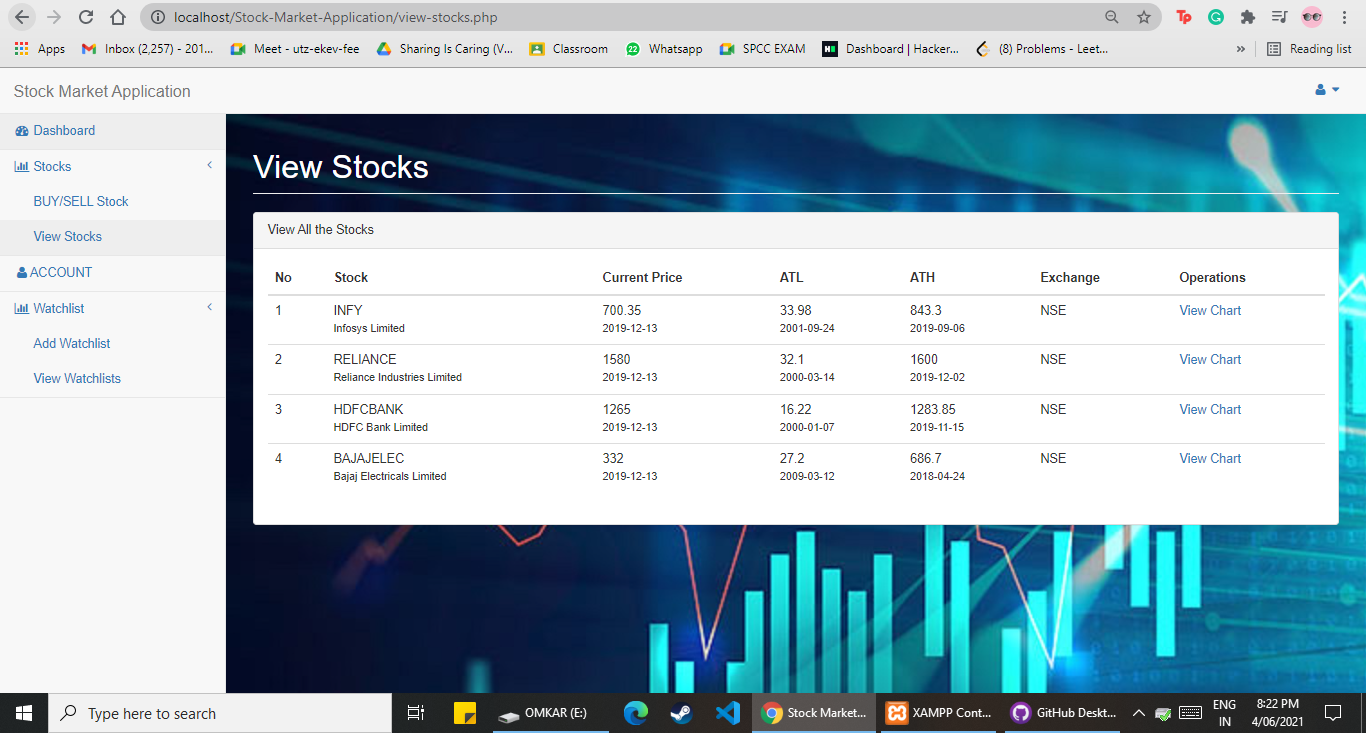 localhost/Stock-Market-Application/view-stocks.php
Apps Inbox (2,257) - 201... Meet - utz-ekev-fee Sharing Is Caring (V... Classroom 22 Whatsapp SPCC EXAM Dashboard | Hacker... (8) Problems - Leet... » Reading list
Stock Market Application
Dashboard
Stocks
BUY/SELL Stock
View Stocks
ACCOUNT
Watchlist
Add Watchlist
View Watchlists
View Stocks
View All the Stocks
No Stock Current Price ATL ATH Exchange Operations
1 INFY 700.35 33.98 843.3 NSE View Chart
Infosys Limited 2019-12-13 2001-09-24 2019-09-06
2 RELIANCE 1580 32.1 1600 NSE View Chart
Reliance Industries Limited 2019-12-13 2000-03-14 2019-12-02
3 HDFCBANK 1265 16.22 1283.85 NSE View Chart
HDFC Bank Limited 2019-12-13 2000-01-07 2019-11-15
4 BAJAJELEC 332 27.2 686.7 NSE View Chart
Bajaj Electricals Limited 2019-12-13 2009-03-12 2018-04-24
Type here to search OMKAR (E:) Stock Market... XAMPP Cont... GitHub Deskt... ENG 8:22 PM
IN 4/06/2021